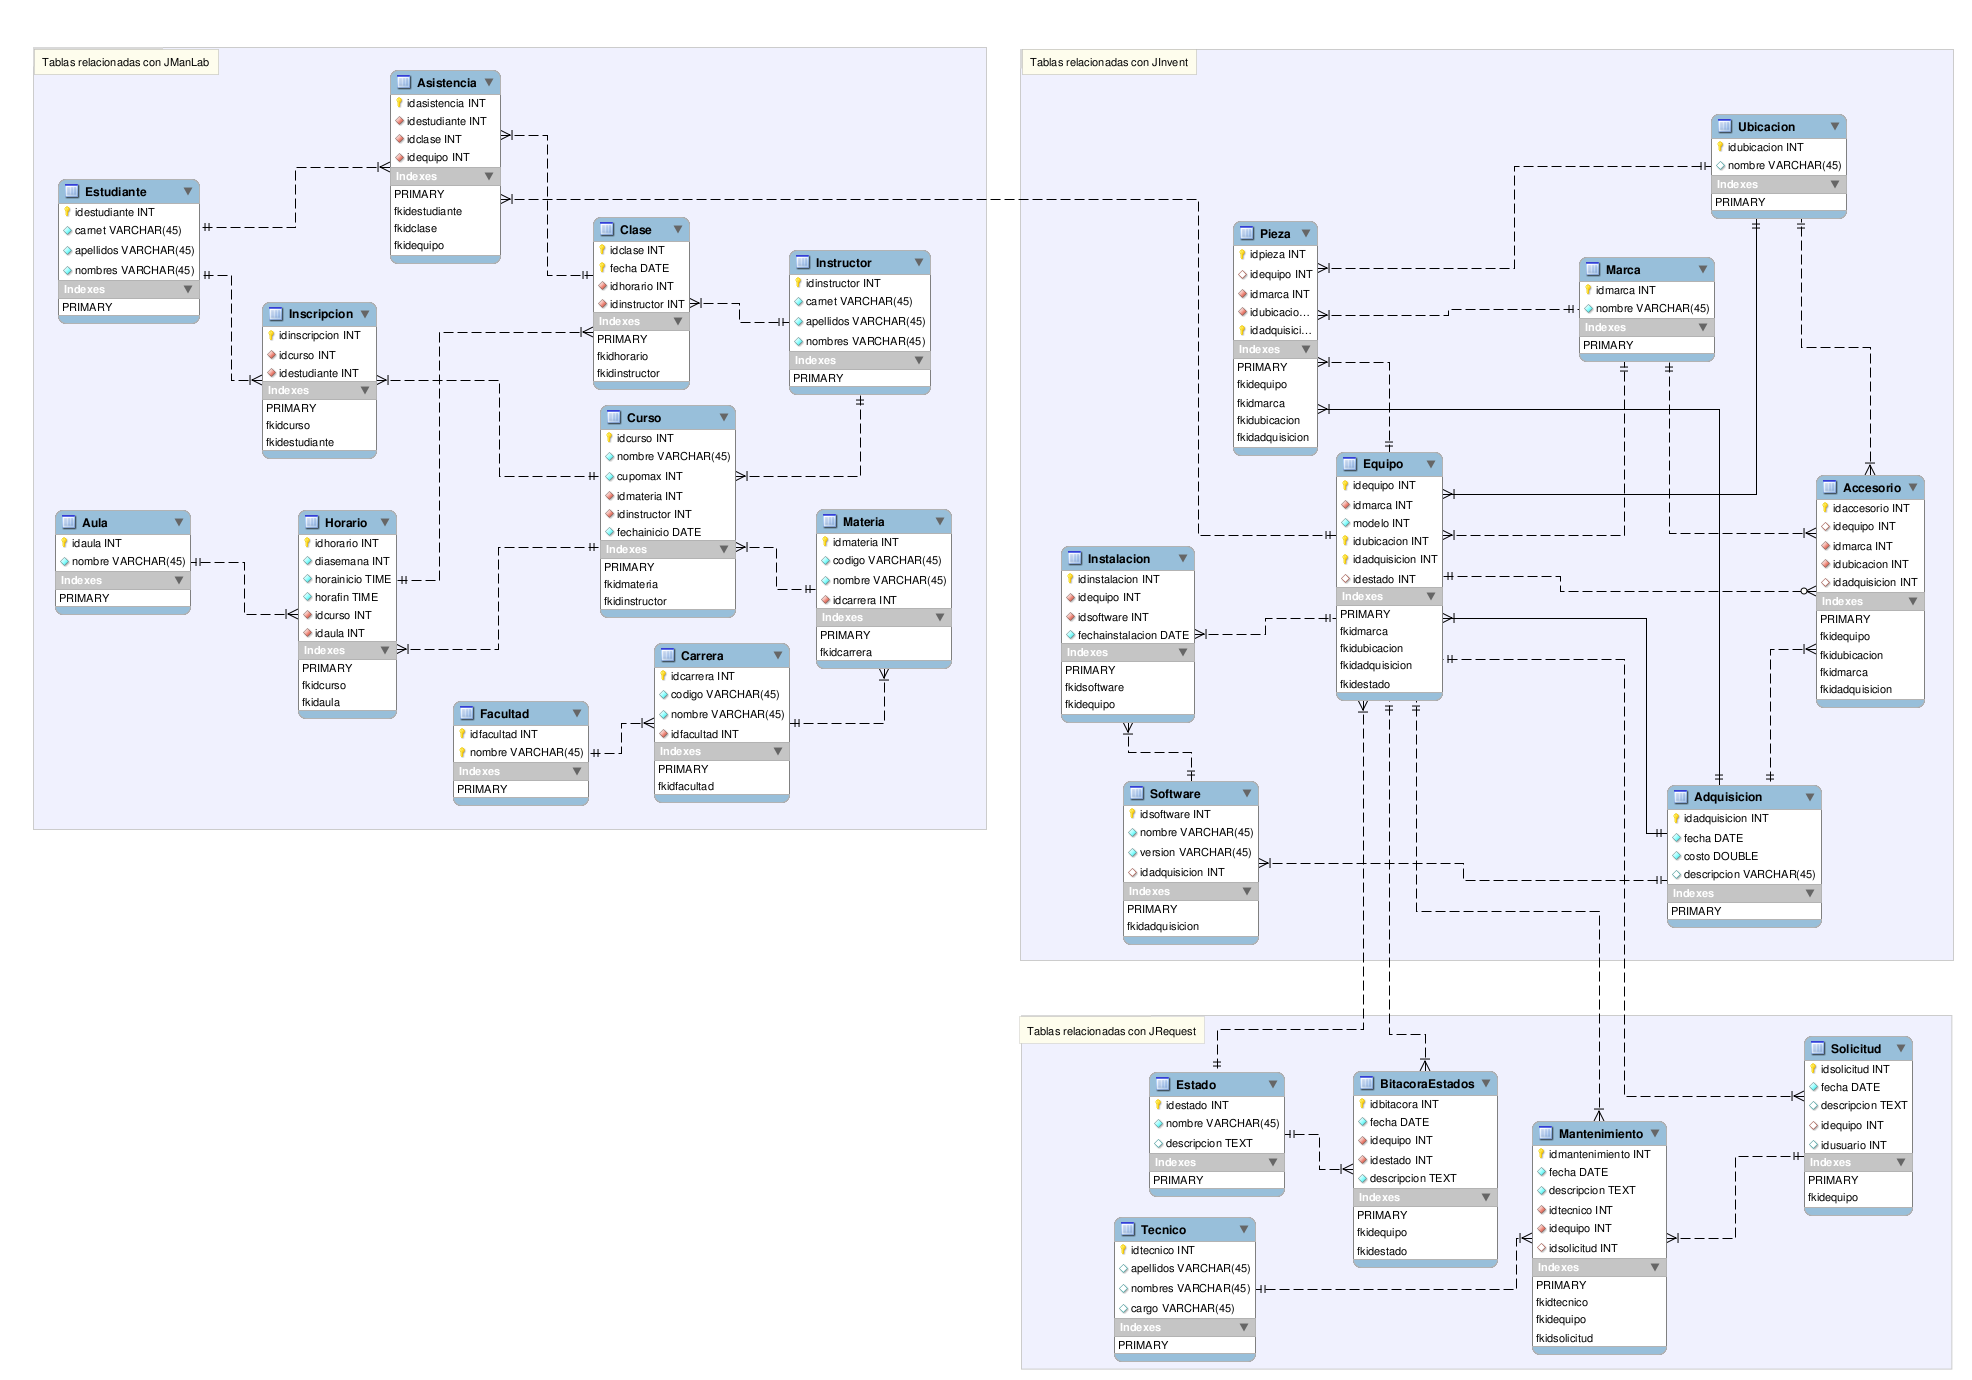 Tablas relacionadas con JManLab
Asistencia
idasistencia INT
idestudiante INT
idclase INT
idequipo INT
Indexes
PRIMARY
fkidestudiante
fkidclase
fkidequipo
Estudiante
idestudiante INT
carnet VARCHAR(45)
apellidos VARCHAR(45)
nombres VARCHAR(45)
Indexes
PRIMARY
Clase
idclase INT
fecha DATE
idhorario INT
idinstructor INT
Indexes
PRIMARY
fkidhorario
fkidinstructor
Instructor
idinstructor INT
carnet VARCHAR(45)
apellidos VARCHAR(45)
nombres VARCHAR(45)
Indexes
PRIMARY
Inscripcion
idinscripcion INT
idcurso INT
idestudiante INT
Indexes
PRIMARY
fkidcurso
fkidestudiante
Curso
idcurso INT
nombre VARCHAR(45)
cupomax INT
idmateria INT
idinstructor INT
fechainicio DATE
Indexes
PRIMARY
fkidmateria
fkidinstructor
Aula
idaula INT
nombre VARCHAR(45)
Indexes
PRIMARY
Horario
idhorario INT
diasemana INT
horainicio TIME
horafin TIME
idcurso INT
idaula INT
Indexes
PRIMARY
fkidcurso
fkidaula
Materia
idmateria INT
codigo VARCHAR(45)
nombre VARCHAR(45)
idcarrera INT
Indexes
PRIMARY
fkidcarrera
Carrera
idcarrera INT
codigo VARCHAR(45)
nombre VARCHAR(45)
idfacultad INT
Indexes
PRIMARY
fkidfacultad
Facultad
idfacultad INT
nombre VARCHAR(45)
Indexes
PRIMARY
Tablas relacionadas con JInvent
Ubicacion
idubicacion INT
nombre VARCHAR(45)
Indexes
PRIMARY
Pieza
idpieza INT
idequipo INT
idmarca INT
idubicacio...
idadquisici...
Indexes
PRIMARY
fkidequipo
fkidmarca
fkidubicacion
fkidadquisicion
Marca
idmarca INT
nombre VARCHAR(45)
Indexes
PRIMARY
Equipo
idequipo INT
idmarca INT
modelo INT
idubicacion INT
idadquisicion INT
idestado INT
Indexes
PRIMARY
fkidmarca
fkidubicacion
fkidadquisicion
fkidestado
Accesorio
idaccesorio INT
idequipo INT
idmarca INT
idubicacion INT
idadquisicion INT
Indexes
PRIMARY
fkidequipo
fkidubicacion
fkidmarca
fkidadquisicion
Instalacion
idinstalacion INT
idequipo INT
idsoftware INT
fechainstalacion DATE
Indexes
PRIMARY
fkidsoftware
fkidequipo
Software
idsoftware INT
nombre VARCHAR(45)
version VARCHAR(45)
idadquisicion INT
Indexes
PRIMARY
fkidadquisicion
Adquisicion
idadquisicion INT
fecha DATE
costo DOUBLE
descripcion VARCHAR(45)
Indexes
PRIMARY
Tablas relacionadas con JRequest
Estado
idestado INT
nombre VARCHAR(45)
descripcion TEXT
Indexes
PRIMARY
BitacoraEstados
idbitacora INT
fecha DATE
idequipo INT
idestado INT
descripcion TEXT
Indexes
PRIMARY
fkidequipo
fkidestado
Solicitud
idsolicitud INT
fecha DATE
descripcion TEXT
idequipo INT
idusuario INT
Indexes
PRIMARY
fkidequipo
Mantenimiento
idmantenimiento INT
fecha DATE
descripcion TEXT
idtecnico INT
idequipo INT
idsolicitud INT
Indexes
PRIMARY
fkidtecnico
fkidequipo
fkidsolicitud
Tecnico
idtecnico INT
apellidos VARCHAR(45)
nombres VARCHAR(45)
cargo VARCHAR(45)
Indexes
PRIMARY